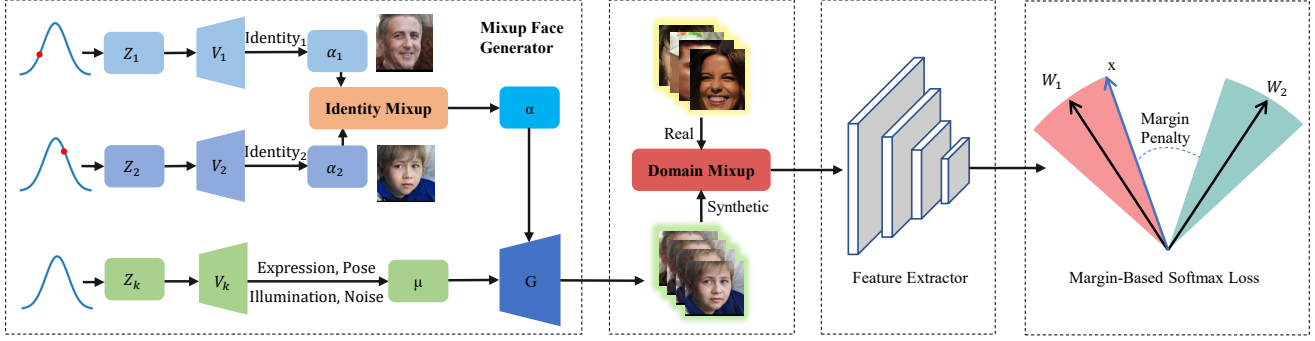 Z₁
V₁
Identity₁
α₁
Mixup Face
Generator
Identity Mixup
α
Z₂
V₂
Identity₂
α₂
Zₖ
Vₖ
Expression, Pose
Illumination, Noise
μ
G
Real
Domain Mixup
Synthetic
Feature Extractor
W₁
x
W₂
Margin
Penalty
Margin-Based Softmax Loss